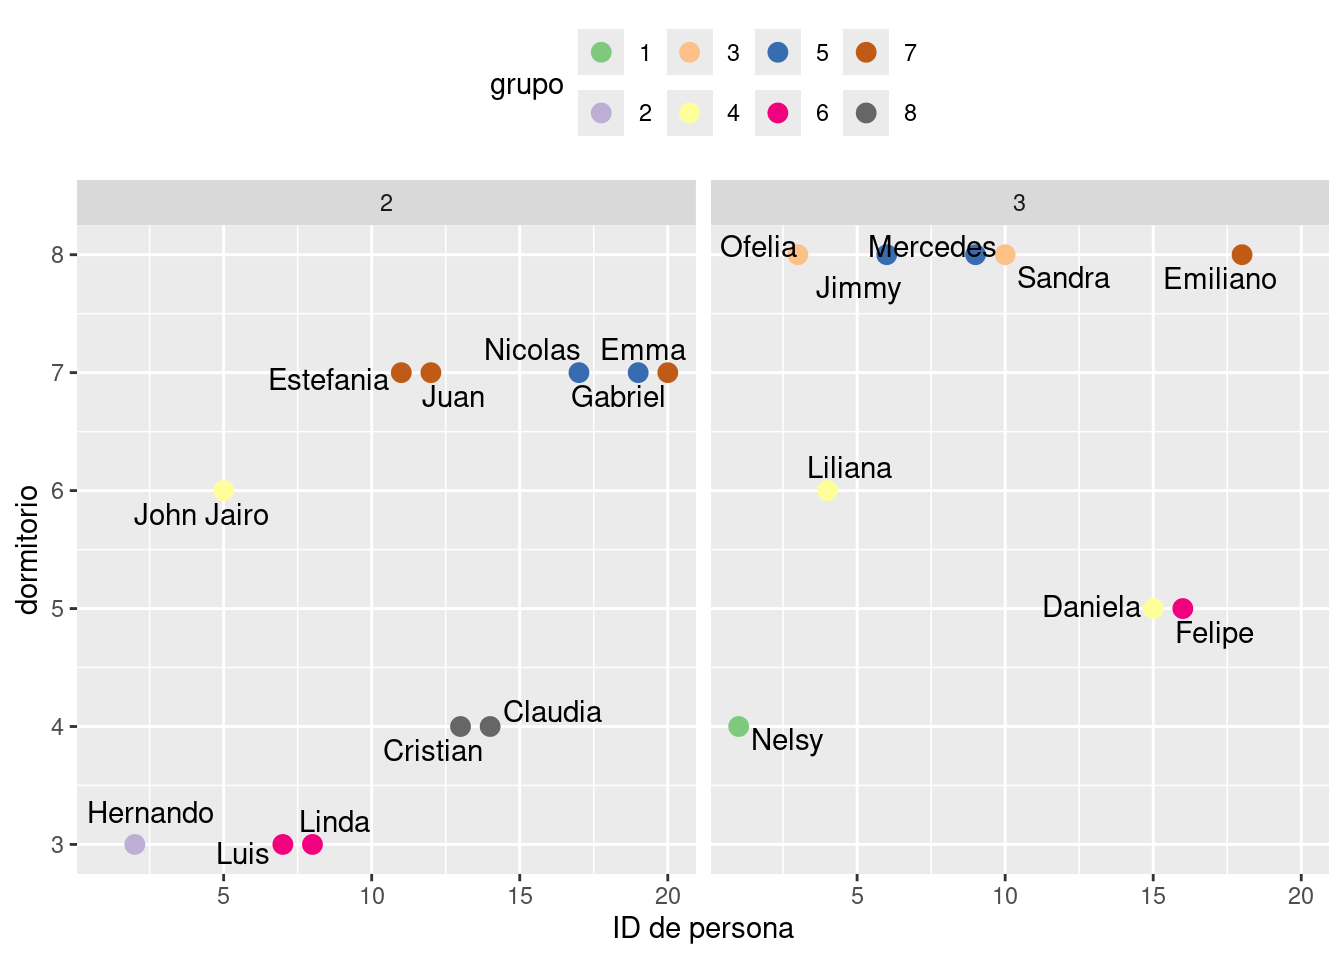 grupo
1 3 5 7
2 4 6 8
2 3
8
7
6
5
4
3
dormitorio
Nicolas Emma
Estefania
Juan Gabriel
John Jairo
Claudia
Cristian
Hernando
Linda
Luis
Ofelia Mercedes
Jimmy Sandra Emiliano
Liliana
Daniela
Felipe
Nelsy
5 10 15 20 5 10 15 20
ID de persona